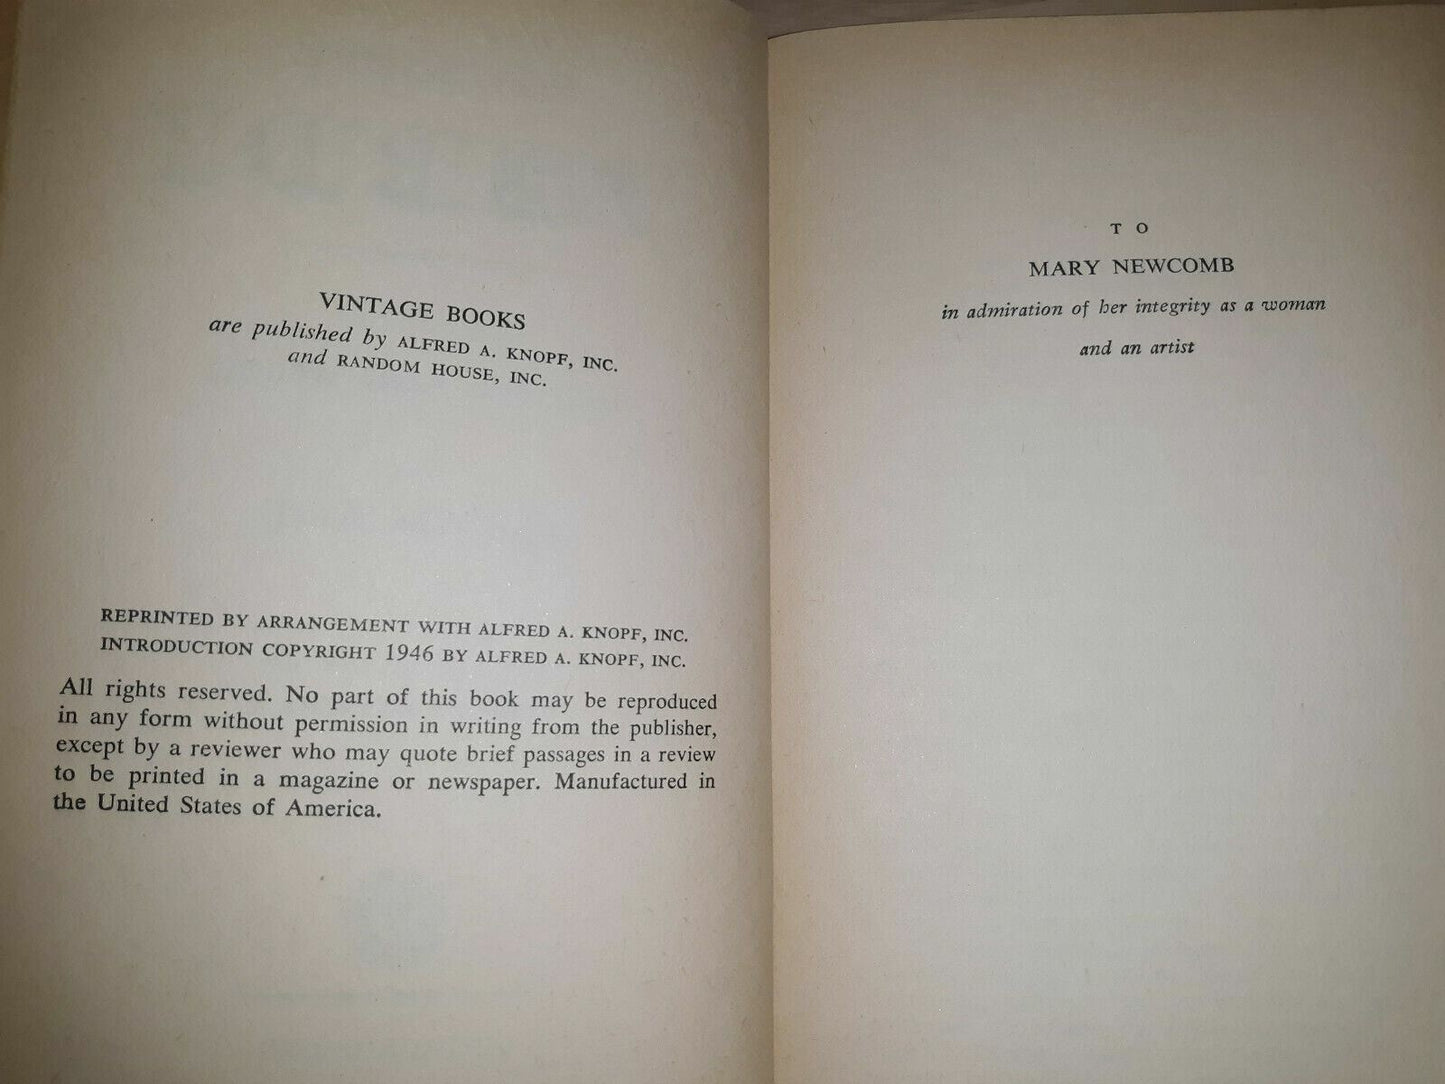 VINTAGE BOOKS
are published by ALFRED A. KNOPF, INC.
and RANDOM HOUSE, INC.
REPRINTED BY ARRANGEMENT WITH ALFRED A. KNOPF, INC.
INTRODUCTION COPYRIGHT 1946 BY ALFRED A. KNOPF, INC.
All rights reserved. No part of this book may be reproduced
in any form without permission in writing from the publisher,
except by a reviewer who may quote brief passages in a review
to be printed in a magazine or newspaper. Manufactured in
the United States of America.
TO
MARY NEWCOMB
in admiration of her integrity as a woman
and an artist